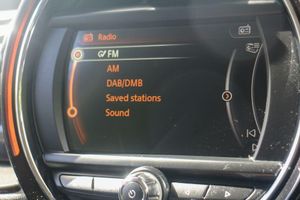 Radio
FM
AM
DAB/DMB
Saved stations
Sound